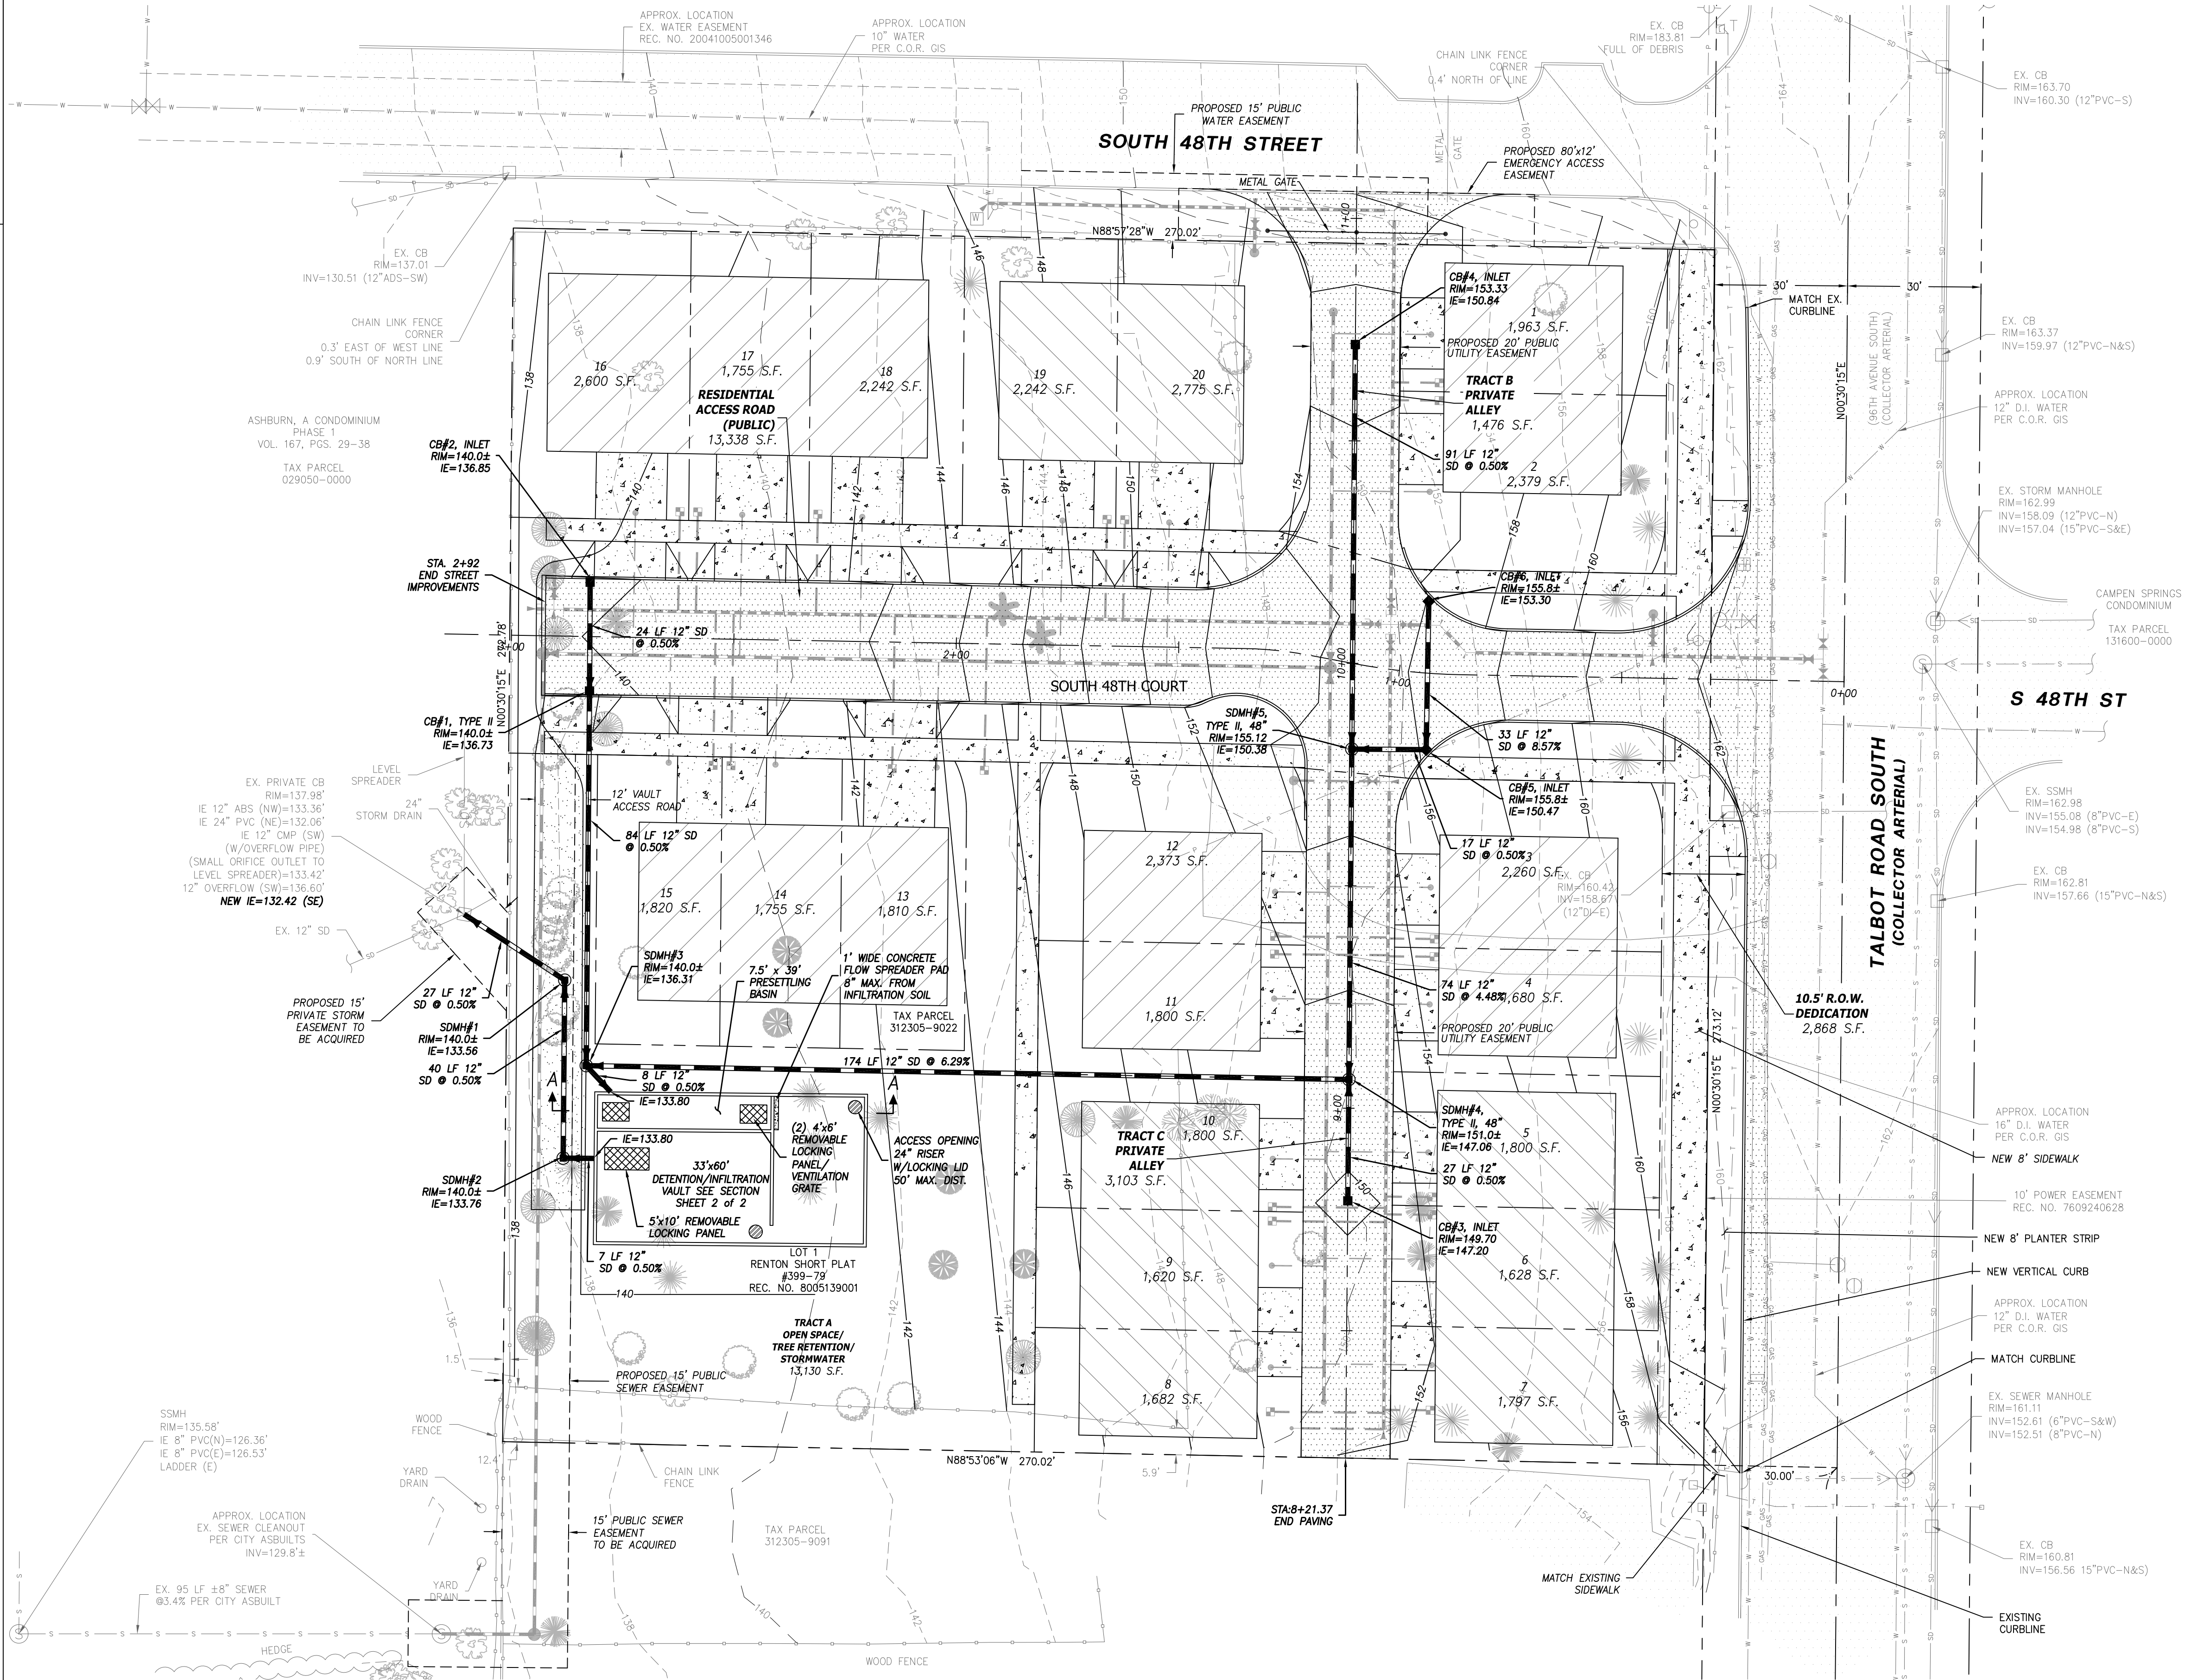 APPROX. LOCATION
EX. WATER EASEMENT
REC. NO. 20041005001346
APPROX. LOCATION
10" WATER
PER C.O.R. GIS
EX. CB
RIM=183.81
FULL OF DEBRIS
CHAIN LINK FENCE
CORNER
0.4' NORTH OF LINE
EX. CB
RIM=163.70
INV=160.30 (12"PVC-S)
PROPOSED 15' PUBLIC
WATER EASEMENT
SOUTH 48TH STREET
METAL
GATE
PROPOSED 80'x12'
EMERGENCY ACCESS
EASEMENT
METAL GATE
N88°57'28"W 270.02'
EX. CB
RIM=137.01
INV=130.51 (12"ADS-SW)
CHAIN LINK FENCE
CORNER
0.3' EAST OF WEST LINE
0.9' SOUTH OF NORTH LINE
ASHBURN, A CONDOMINIUM
PHASE 1
VOL. 167, PGS. 29-38
TAX PARCEL
029050-0000
CB#2, INLET
RIM=140.0±
IE=136.85
STA. 2+92
END STREET
IMPROVEMENTS
16
2,600 S.F.
17
1,755 S.F.
18
2,242 S.F.
19
2,242 S.F.
20
2,775 S.F.
RESIDENTIAL
ACCESS ROAD
(PUBLIC)
13,338 S.F.
CB#4, INLET
RIM=153.33
IE=150.84
1
1,963 S.F.
PROPOSED 20' PUBLIC
UTILITY EASEMENT
TRACT B
PRIVATE
ALLEY
1,476 S.F.
91 LF 12"
SD @ 0.50%
2
2,379 S.F.
30'
30'
MATCH EX.
CURBLINE
N00°30'15"E
(96TH AVENUE SOUTH)
(COLLECTOR ARTERIAL)
EX. CB
RIM=163.37
INV=159.97 (12"PVC-N&S)
APPROX. LOCATION
12" D.I. WATER
PER C.O.R. GIS
EX. STORM MANHOLE
RIM=162.99
INV=158.09 (12"PVC-N)
INV=157.04 (15"PVC-S&E)
CAMPEN SPRINGS
CONDOMINIUM
TAX PARCEL
131600-0000
S 48TH ST
CB#6, INLET
RIM=155.8±
IE=153.30
24 LF 12" SD
@ 0.50%
2+00
1+00
0+00
10+00
11+00
9+00
SOUTH 48TH COURT
N00°30'15"E 272.78'
CB#1, TYPE II
RIM=140.0±
IE=136.73
SDMH#5,
TYPE II, 48"
RIM=155.12
IE=150.38
33 LF 12"
SD @ 8.57%
CB#5, INLET
RIM=155.8±
IE=150.47
17 LF 12"
SD @ 0.50%
LEVEL
SPREADER
24"
STORM DRAIN
EX. PRIVATE CB
RIM=137.98'
IE 12" ABS (NW)=133.36'
IE 24" PVC (NE)=132.06'
IE 12" CMP (SW)
(W/OVERFLOW PIPE)
(SMALL ORIFICE OUTLET TO
LEVEL SPREADER)=133.42'
12" OVERFLOW (SW)=136.60'
NEW IE=132.42 (SE)
EX. 12" SD
12' VAULT
ACCESS ROAD
84 LF 12" SD
@ 0.50%
15
1,820 S.F.
14
1,755 S.F.
13
1,810 S.F.
12
2,373 S.F.
11
1,800 S.F.
3
2,260 S.F.
EX. CB
RIM=160.42
INV=158.67
(12"DI-E)
TALBOT ROAD SOUTH
(COLLECTOR ARTERIAL)
EX. SSMH
RIM=162.98
INV=155.08 (8"PVC-E)
INV=154.98 (8"PVC-S)
EX. CB
RIM=162.81
INV=157.66 (15"PVC-N&S)
SDMH#3
RIM=140.0±
IE=136.31
7.5' x 39'
PRESETTLING
BASIN
1' WIDE CONCRETE
FLOW SPREADER PAD
8" MAX. FROM
INFILTRATION SOIL
TAX PARCEL
312305-9022
74 LF 12"
SD @ 4.48%
4
1,680 S.F.
PROPOSED 20' PUBLIC
UTILITY EASEMENT
10.5' R.O.W.
DEDICATION
2,868 S.F.
27 LF 12"
SD @ 0.50%
PROPOSED 15'
PRIVATE STORM
EASEMENT TO
BE ACQUIRED
SDMH#1
RIM=140.0±
IE=133.56
40 LF 12"
SD @ 0.50%
174 LF 12" SD @ 6.29%
8 LF 12"
SD @ 0.50%
IE=133.80
A
A
IE=133.80
33'x60'
DETENTION/INFILTRATION
VAULT SEE SECTION
SHEET 2 of 2
(2) 4'x6'
REMOVABLE
LOCKING
PANEL/
VENTILATION
GRATE
ACCESS OPENING
24" RISER
W/LOCKING LID
50' MAX. DIST.
5'x10' REMOVABLE
LOCKING PANEL
SDMH#2
RIM=140.0±
IE=133.76
7 LF 12"
SD @ 0.50%
LOT 1
RENTON SHORT PLAT
#399-79
REC. NO. 8005139001
TRACT C
PRIVATE
ALLEY
3,103 S.F.
10
1,800 S.F.
SDMH#4,
TYPE II, 48"
RIM=151.0±
IE=147.06
27 LF 12"
SD @ 0.50%
5
1,800 S.F.
CB#3, INLET
RIM=149.70
IE=147.20
9
1,620 S.F.
6
1,628 S.F.
8
1,682 S.F.
7
1,797 S.F.
N00°30'15"E 273.12'
APPROX. LOCATION
16" D.I. WATER
PER C.O.R. GIS
NEW 8' SIDEWALK
10' POWER EASEMENT
REC. NO. 7609240628
NEW 8' PLANTER STRIP
NEW VERTICAL CURB
APPROX. LOCATION
12" D.I. WATER
PER C.O.R. GIS
MATCH CURBLINE
EX. SEWER MANHOLE
RIM=161.11
INV=152.61 (6"PVC-S&W)
INV=152.51 (8"PVC-N)
TRACT A
OPEN SPACE/
TREE RETENTION/
STORMWATER
13,130 S.F.
PROPOSED 15' PUBLIC
SEWER EASEMENT
1.5'
SSMH
RIM=135.58'
IE 8" PVC(N)=126.36'
IE 8" PVC(E)=126.53'
LADDER (E)
WOOD
FENCE
12.4'
YARD
DRAIN
CHAIN LINK
FENCE
N88°53'06"W 270.02'
5.9'
30.00'
STA:8+21.37
END PAVING
APPROX. LOCATION
EX. SEWER CLEANOUT
PER CITY ASBUILTS
INV=129.8'±
15' PUBLIC SEWER
EASEMENT
TO BE ACQUIRED
TAX PARCEL
312305-9091
EX. 95 LF ±8" SEWER
@3.4% PER CITY ASBUILT
YARD
DRAIN
HEDGE
WOOD FENCE
MATCH EXISTING
SIDEWALK
EX. CB
RIM=160.81
INV=156.56 15"PVC-N&S)
EXISTING
CURBLINE